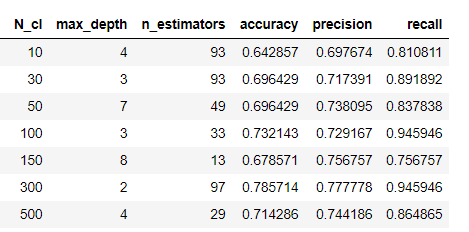 N_cl max_depth n_estimators accuracy precision recall
10 4 93 0.642857 0.697674 0.810811
30 3 93 0.696429 0.717391 0.891892
50 7 49 0.696429 0.738095 0.837838
100 3 33 0.732143 0.729167 0.945946
150 8 13 0.678571 0.756757 0.756757
300 2 97 0.785714 0.777778 0.945946
500 4 29 0.714286 0.744186 0.864865